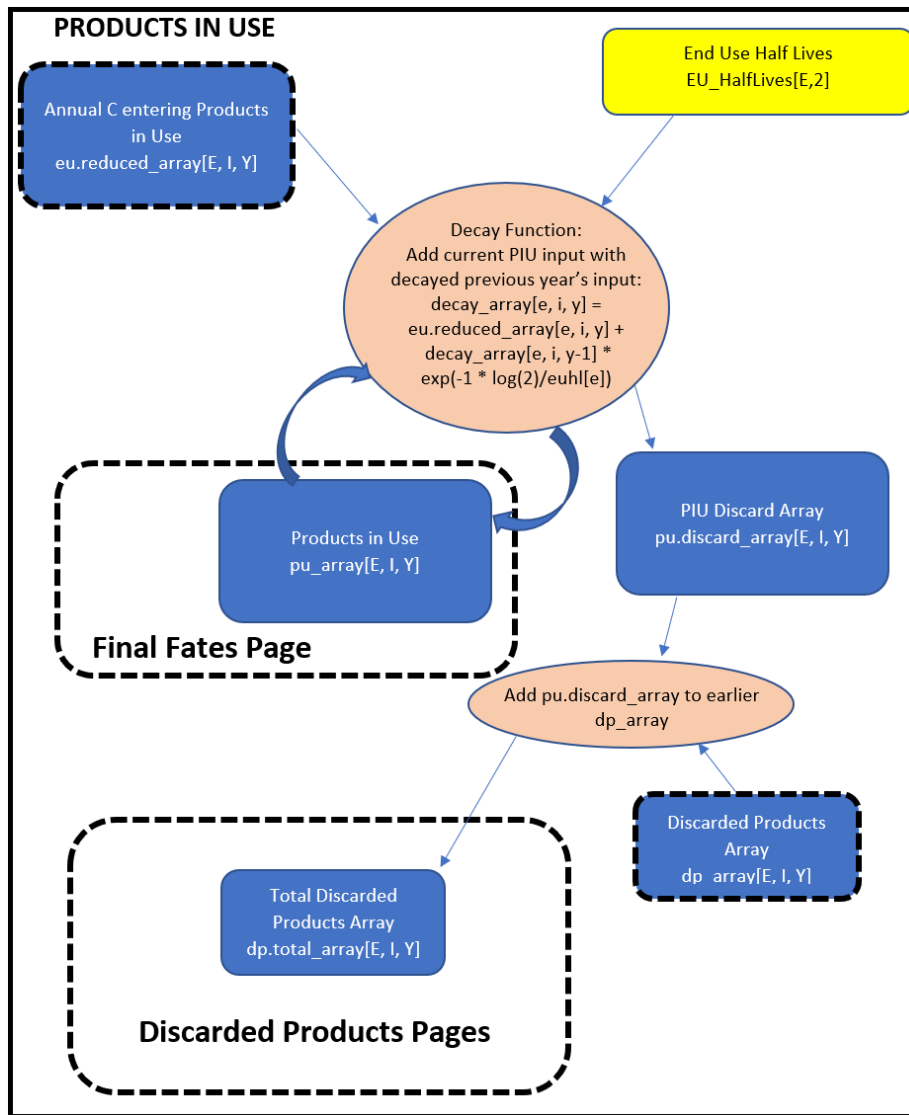 PRODUCTS IN USE
Annual C entering Products
in Use
eu.reduced_array[E, I, Y]
End Use Half Lives
EU_HalfLives[E,2]
Decay Function:
Add current PIU input with
decayed previous year's input:
decay_array[e, i, y] =
eu.reduced_array[e, i, y] +
decay_array[e, i, y-1] *
exp(-1 * log(2)/euhl[e])
Products in Use
pu_array[E, I, Y]
Final Fates Page
PIU Discard Array
pu.discard_array[E, I, Y]
Add pu.discard_array to earlier
dp_array
Discarded Products
Array
dp_array[E, I, Y]
Total Discarded
Products Array
dp.total_array[E, I, Y]
Discarded Products Pages